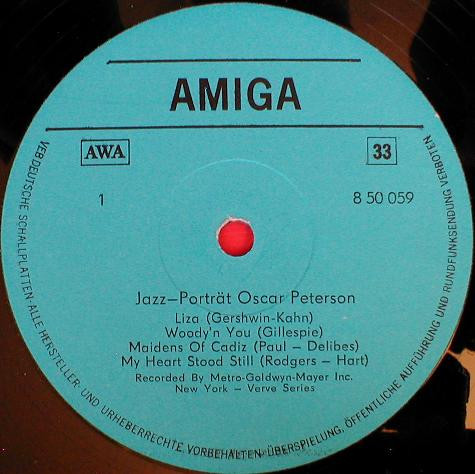 AMIGA
AWA
33
1
8 50 059
Jazz–Porträt Oscar Peterson
Liza (Gershwin-Kahn)
Woody'n You (Gillespie)
Maidens Of Cadiz (Paul – Delibes)
My Heart Stood Still (Rodgers – Hart)
Recorded By Metro-Goldwyn-Mayer Inc.
New York – Verve Series
VEB DEUTSCHE SCHALLPLATTEN·ALLE HERSTELLER- UND URHEBERRECHTE VORBEHALTEN·ÜBERSPIELUNG, ÖFFENTLICHE AUFFÜHRUNG UND RUNDFUNKSENDUNG VERBOTEN